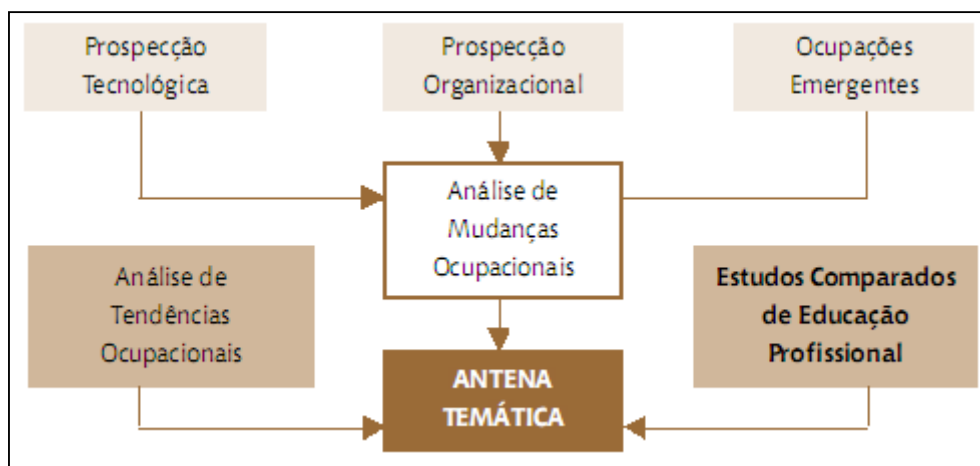 Prospecção
Tecnológica
Prospecção
Organizacional
Ocupações
Emergentes
Análise de
Mudanças
Ocupacionais
Análise de
Tendências
Ocupacionais
Estudos Comparados
de Educação
Profissional
ANTENA
TEMÁTICA